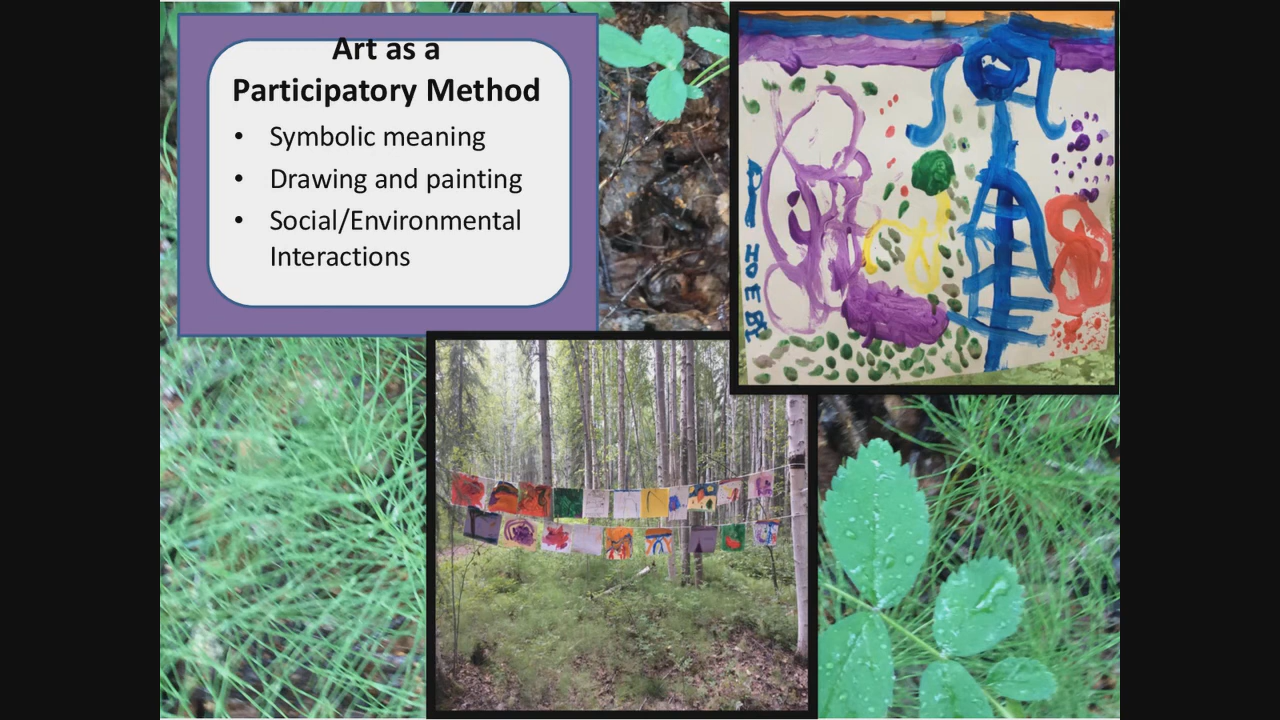 Art as a
Participatory Method
• Symbolic meaning
• Drawing and painting
• Social/Environmental
Interactions